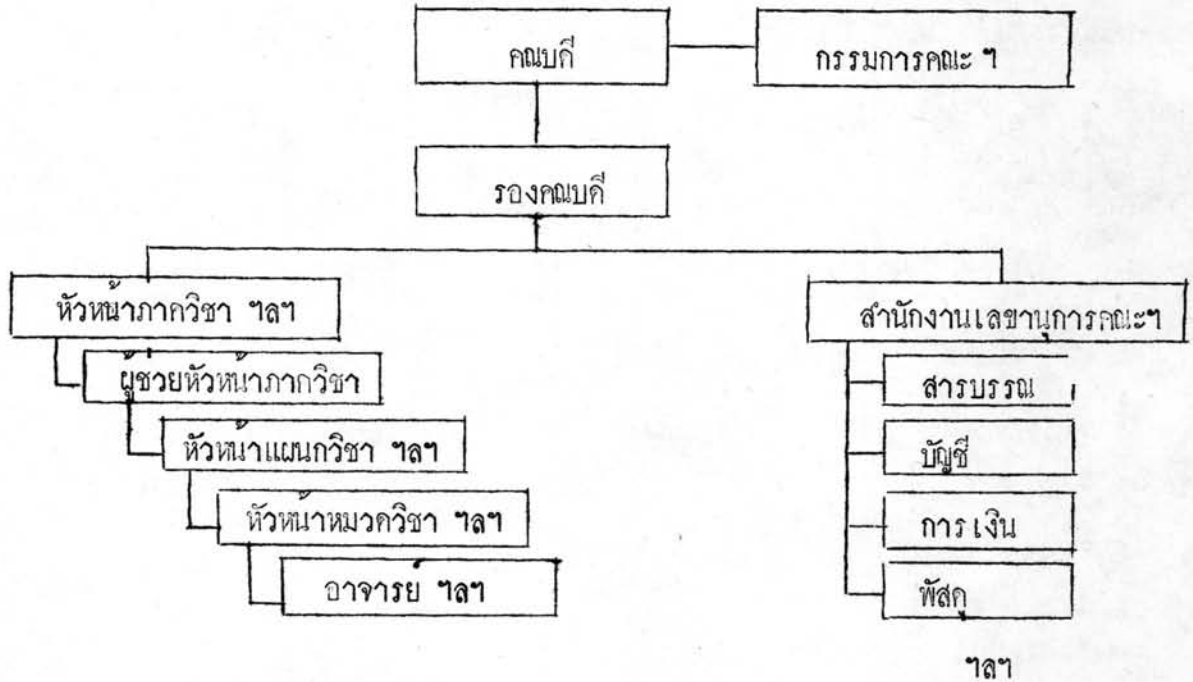 คณบดี
กรรมการคณะ ฯ
รองคณบดี
หัวหน้าภาควิชา ฯลฯ
ผู้ช่วยหัวหน้าภาควิชา
หัวหน้าแผนกวิชา ฯลฯ
หัวหน้าหมวดวิชา ฯลฯ
อาจารย์ ฯลฯ
สำนักงานเลขานุการคณะฯ
สารบรรณ
บัญชี
การเงิน
พัสดุ
ฯลฯ